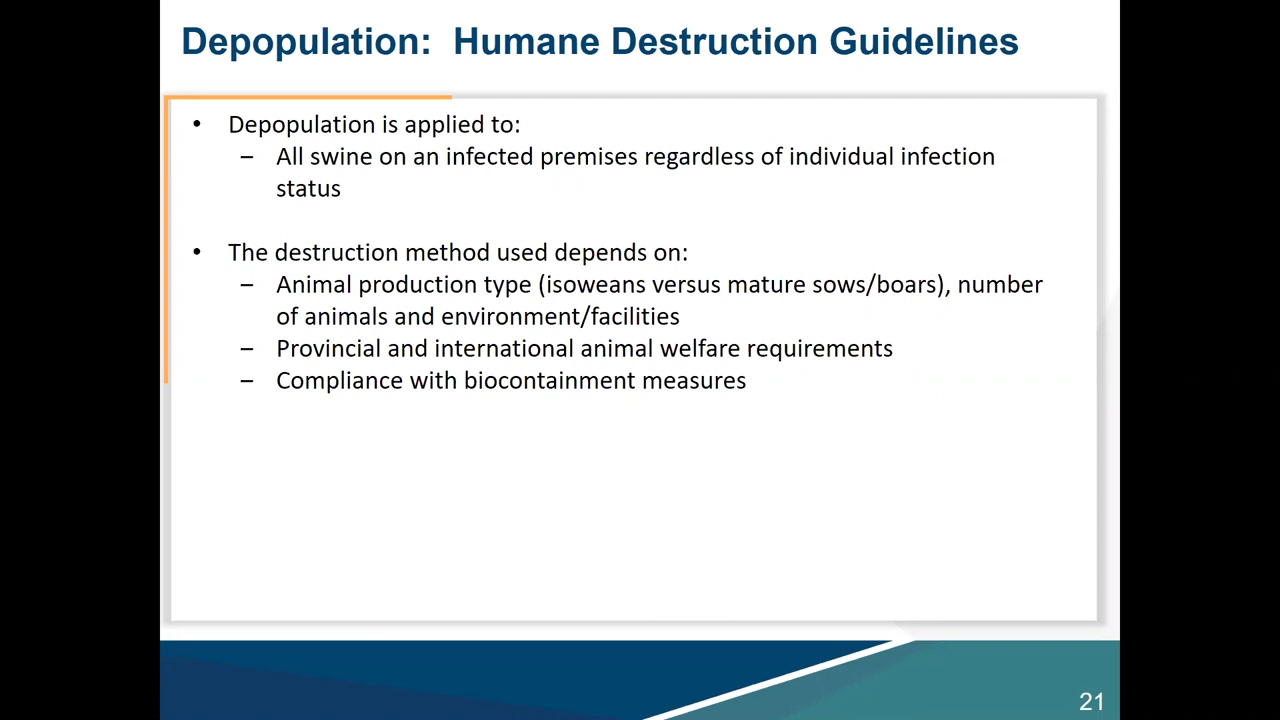 Depopulation:  Humane Destruction Guidelines
• Depopulation is applied to:
– All swine on an infected premises regardless of individual infection
status
• The destruction method used depends on:
– Animal production type (isoweans versus mature sows/boars), number
of animals and environment/facilities
– Provincial and international animal welfare requirements
– Compliance with biocontainment measures
21